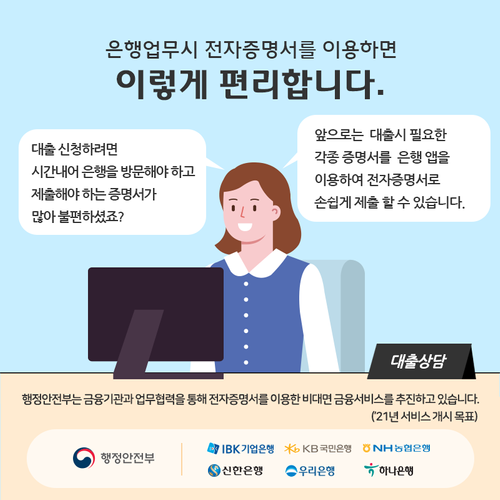 은행업무시 전자증명서를 이용하면
이렇게 편리합니다.
대출 신청하려면
시간내어 은행을 방문해야 하고
제출해야 하는 증명서가
많아 불편하셨죠?
앞으로는 대출시 필요한
각종 증명서를 은행 앱을
이용하여 전자증명서로
손쉽게 제출 할 수 있습니다.
대출상담
행정안전부는 금융기관과 업무협력을 통해 전자증명서를 이용한 비대면 금융서비스를 추진하고 있습니다.
('21년 서비스 개시 목표)
행정안전부
IBK기업은행 KB국민은행 NH농협은행
신한은행 우리은행 하나은행